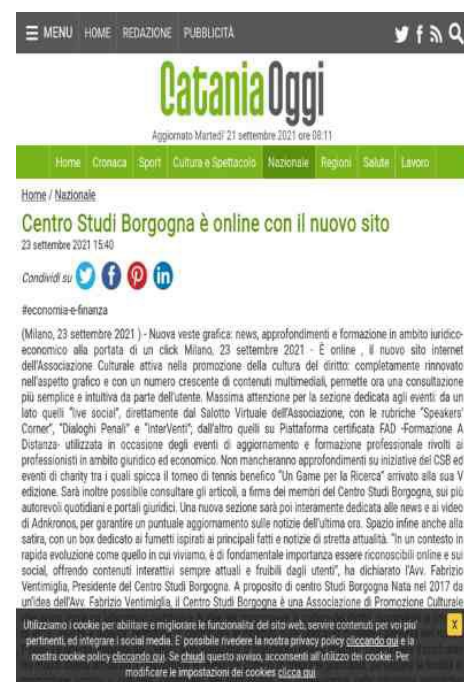 MENU HOME REDAZIONE PUBBLICITÀ
CataniaOggi
Aggiornato Martedi' 21 settembre 2021 ore 08:11
Home Cronaca Sport Cultura e Spettacolo Nazionale Regioni Salute Lavoro
Home / Nazionale
Centro Studi Borgogna è online con il nuovo sito
23 settembre 2021 15:40
Condividi su
#economia-e-finanza
(Milano, 23 settembre 2021 ) - Nuova veste grafica: news, approfondimenti e formazione in ambito iuridico-
economico alla portata di un click Milano, 23 settembre 2021 - È online , il nuovo sito internet
dell'Associazione Culturale attiva nella promozione della cultura del diritto: completamente rinnovato
nell'aspetto grafico e con un numero crescente di contenuti multimediali, permette ora una consultazione
più semplice e intuitiva da parte dell'utente. Massima attenzione per la sezione dedicata agli eventi: da un
lato quelli "live social", direttamente dal Salotto Virtuale dell'Associazione, con le rubriche "Speakers'
Corner", "Dialoghi Penali" e "InterVenti"; dall'altro quelli su Piattaforma certificata FAD -Formazione A
Distanza- utilizzata in occasione degli eventi di aggiornamento e formazione professionale rivolti ai
professionisti in ambito giuridico ed economico. Non mancheranno approfondimenti su iniziative del CSB ed
eventi di charity tra i quali spicca il torneo di tennis benefico "Un Game per la Ricerca" arrivato alla sua V
edizione. Sarà inoltre possibile consultare gli articoli, a firma dei membri del Centro Studi Borgogna, sui più
autorevoli quotidiani e portali giuridici. Una nuova sezione sarà poi interamente dedicata alle news e ai video
di Adnkronos, per garantire un puntuale aggiornamento sulle notizie dell'ultima ora. Spazio infine anche alla
satira, con un box dedicato ai fumetti ispirati ai principali fatti e notizie di stretta attualità. "In un contesto in
rapida evoluzione come quello in cui viviamo, è di fondamentale importanza essere riconoscibili online e sui
social, offrendo contenuti interattivi sempre attuali e fruibili dagli utenti", ha dichiarato l'Avv. Fabrizio
Ventimiglia, Presidente del Centro Studi Borgogna. A proposito di centro Studi Borgogna Nata nel 2017 da
un'idea dell'Avv. Fabrizio Ventimiglia, il Centro Studi Borgogna è una Associazione di Promozione Culturale
Utilizziamo i cookie per abilitare e migliorare le funzionalità del sito web, servire contenuti per voi piu'
pertinenti, ed integrare i social media. E' possibile rivedere la nostra privacy policy cliccando qui e la
nostra cookie policy cliccando qui. Se chiudi questo avviso, acconsenti all'utilizzo dei cookie. Per
modificare le impostazioni dei cookies clicca qui
X